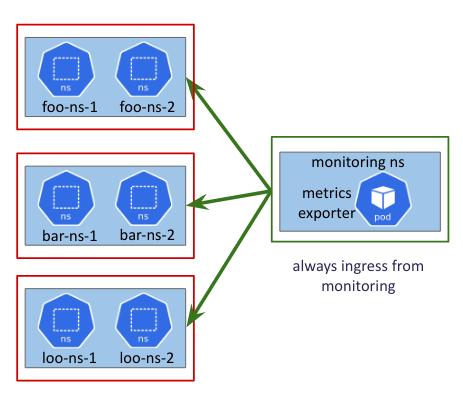 ns
ns
foo-ns-1
foo-ns-2
ns
ns
bar-ns-1
bar-ns-2
ns
ns
loo-ns-1
loo-ns-2
monitoring ns
metrics
exporter
pod
always ingress from
monitoring